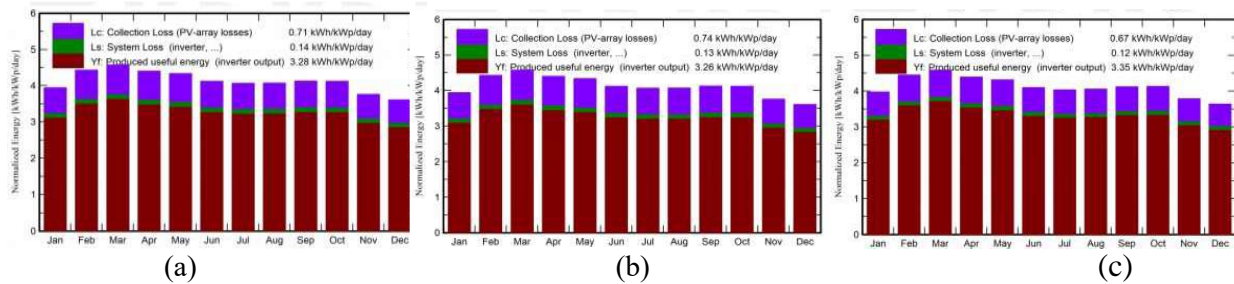 Normalized Energy [kWh/kWp/day]
6
5
4
3
2
1
0
Lc: Collection Loss (PV-array losses) 0.71 kWh/kWp/day
Ls: System Loss (inverter, ...) 0.14 kWh/kWp/day
Yf: Produced useful energy (inverter output) 3.28 kWh/kWp/day
Jan Feb Mar Apr May Jun Jul Aug Sep Oct Nov Dec
(a)
Normalized Energy [kWh/kWp/day]
6
5
4
3
2
1
0
Lc: Collection Loss (PV-array losses) 0.74 kWh/kWp/day
Ls: System Loss (inverter, ...) 0.13 kWh/kWp/day
Yf: Produced useful energy (inverter output) 3.26 kWh/kWp/day
Jan Feb Mar Apr May Jun Jul Aug Sep Oct Nov Dec
(b)
Normalized Energy [kWh/kWp/day]
6
5
4
3
2
1
0
Lc: Collection Loss (PV-array losses) 0.67 kWh/kWp/day
Ls: System Loss (inverter, ...) 0.12 kWh/kWp/day
Yf: Produced useful energy (inverter output) 3.35 kWh/kWp/day
Jan Feb Mar Apr May Jun Jul Aug Sep Oct Nov Dec
(c)